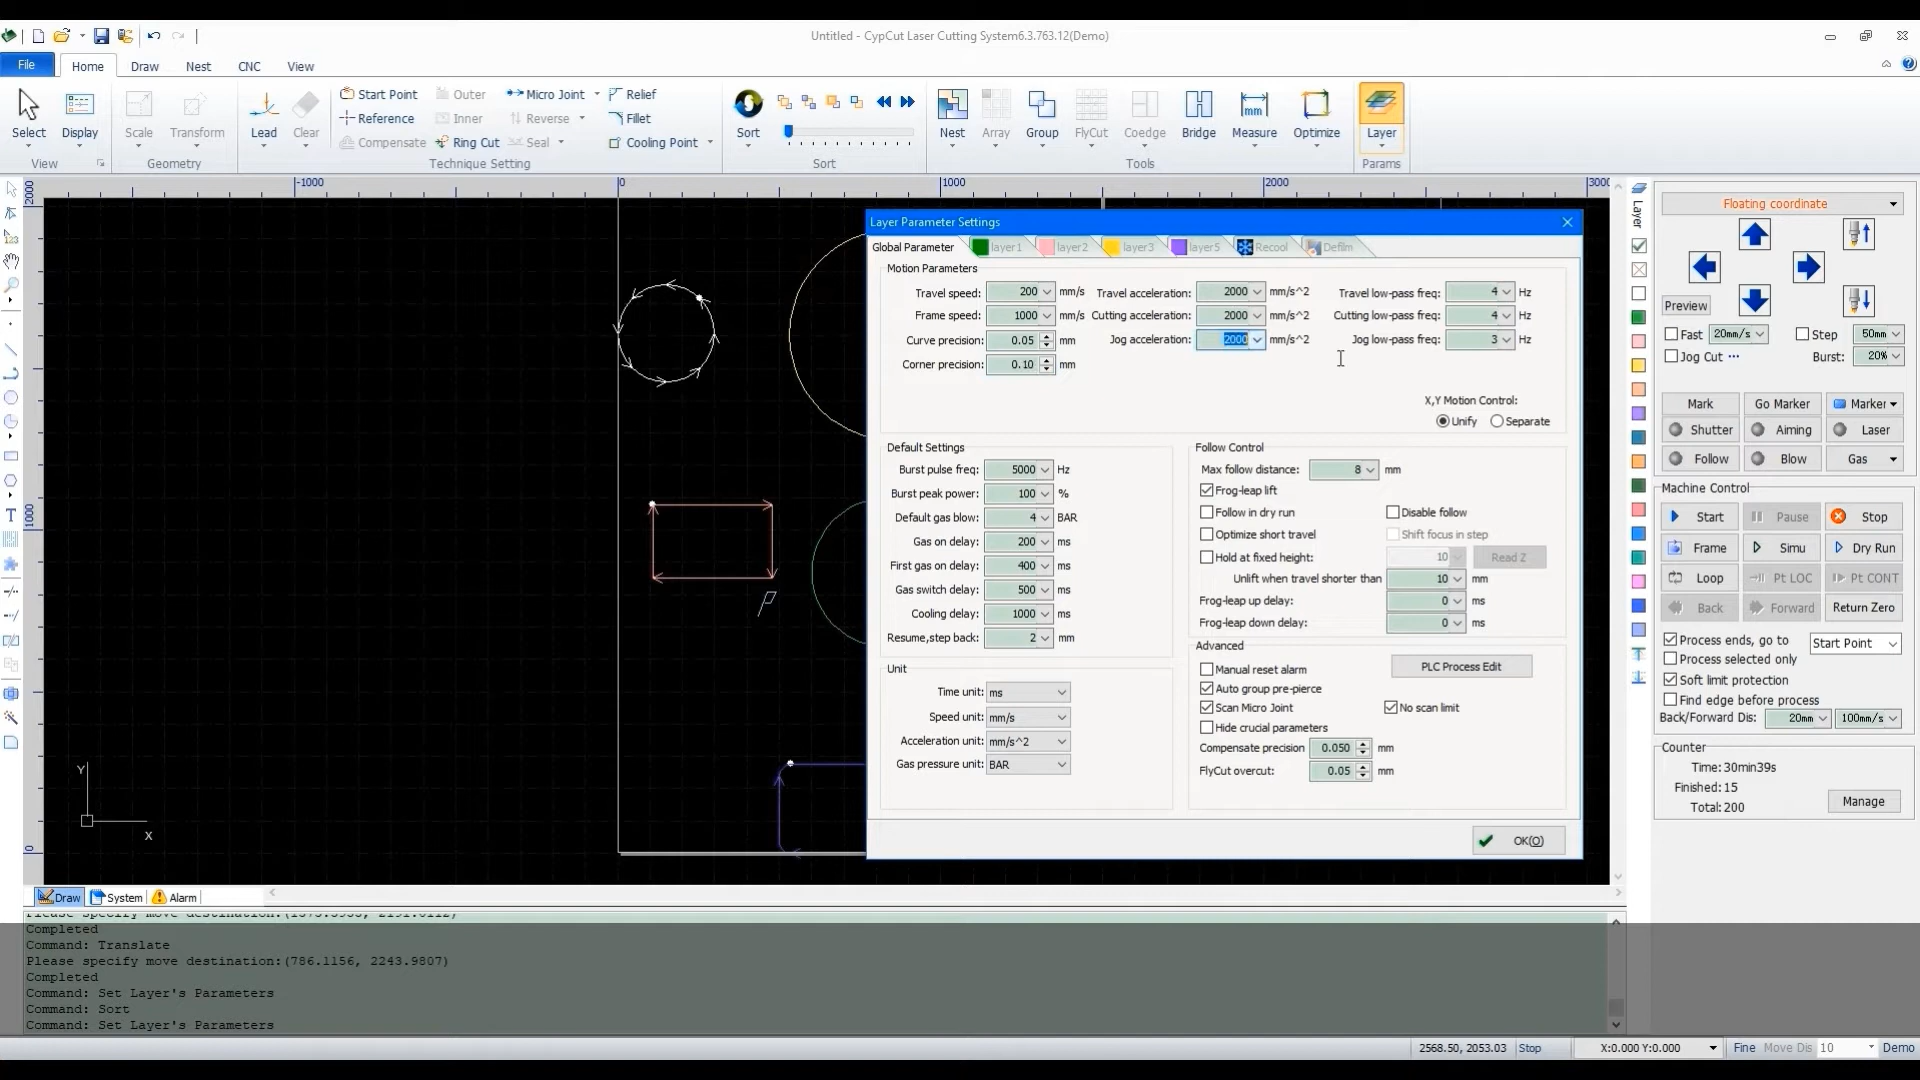 Untitled - CypCut Laser Cutting System6.3.763.12(Demo)
File Home Draw Nest CNC View
Select Display Scale Transform Lead Clear
Start Point Outer Micro Joint Relief
Reference Inner Reverse Fillet
Compensate Ring Cut Seal Cooling Point
Sort Nest Array Group FlyCut Coedge Bridge Measure Optimize Layer
mm
View Geometry Technique Setting Sort Tools Params
-1000 0 1000 2000 3000
2000
1000
0
Layer
Y
X
Layer Parameter Settings
Global Parameter layer1 layer2 layer3 layer5 Recool Defilm
Motion Parameters
Travel speed: 200 mm/s Travel acceleration: 2000 mm/s^2 Travel low-pass freq: 4 Hz
Frame speed: 1000 mm/s Cutting acceleration: 2000 mm/s^2 Cutting low-pass freq: 4 Hz
Curve precision: 0.05 mm Jog acceleration: 2000 mm/s^2 Jog low-pass freq: 3 Hz
Corner precision: 0.10 mm
X,Y Motion Control:
Unify Separate
Default Settings
Burst pulse freq: 5000 Hz
Burst peak power: 100 %
Default gas blow: 4 BAR
Gas on delay: 200 ms
First gas on delay: 400 ms
Gas switch delay: 500 ms
Cooling delay: 1000 ms
Resume,step back: 2 mm
Unit
Time unit: ms
Speed unit: mm/s
Acceleration unit: mm/s^2
Gas pressure unit: BAR
Follow Control
Max follow distance: 8 mm
Frog-leap lift
Follow in dry run Disable follow
Optimize short travel Shift focus in step
Hold at fixed height: 10 Read Z
Unlift when travel shorter than 10 mm
Frog-leap up delay: 0 ms
Frog-leap down delay: 0 ms
Advanced
Manual reset alarm PLC Process Edit
Auto group pre-pierce
Scan Micro Joint No scan limit
Hide crucial parameters
Compensate precision 0.050 mm
FlyCut overcut: 0.05 mm
OK(O)
Floating coordinate
Preview
Fast 20mm/s Step 50mm
Jog Cut ... Burst: 20%
Mark Go Marker Marker
Shutter Aiming Laser
Follow Blow Gas
Machine Control
Start Pause Stop
Frame Simu Dry Run
Loop Pt LOC Pt CONT
Back Forward Return Zero
Process ends, go to Start Point
Process selected only
Soft limit protection
Find edge before process
Back/Forward Dis: 20mm 100mm/s
Counter
Time: 30min39s
Finished: 15
Total: 200 Manage
Draw System Alarm
Completed
Command: Translate
Please specify move destination:(786.1156, 2243.9807)
Completed
Command: Set Layer's Parameters
Command: Sort
Command: Set Layer's Parameters
2568.50, 2053.03 Stop X:0.000 Y:0.000 Fine Move Dis 10 Demo